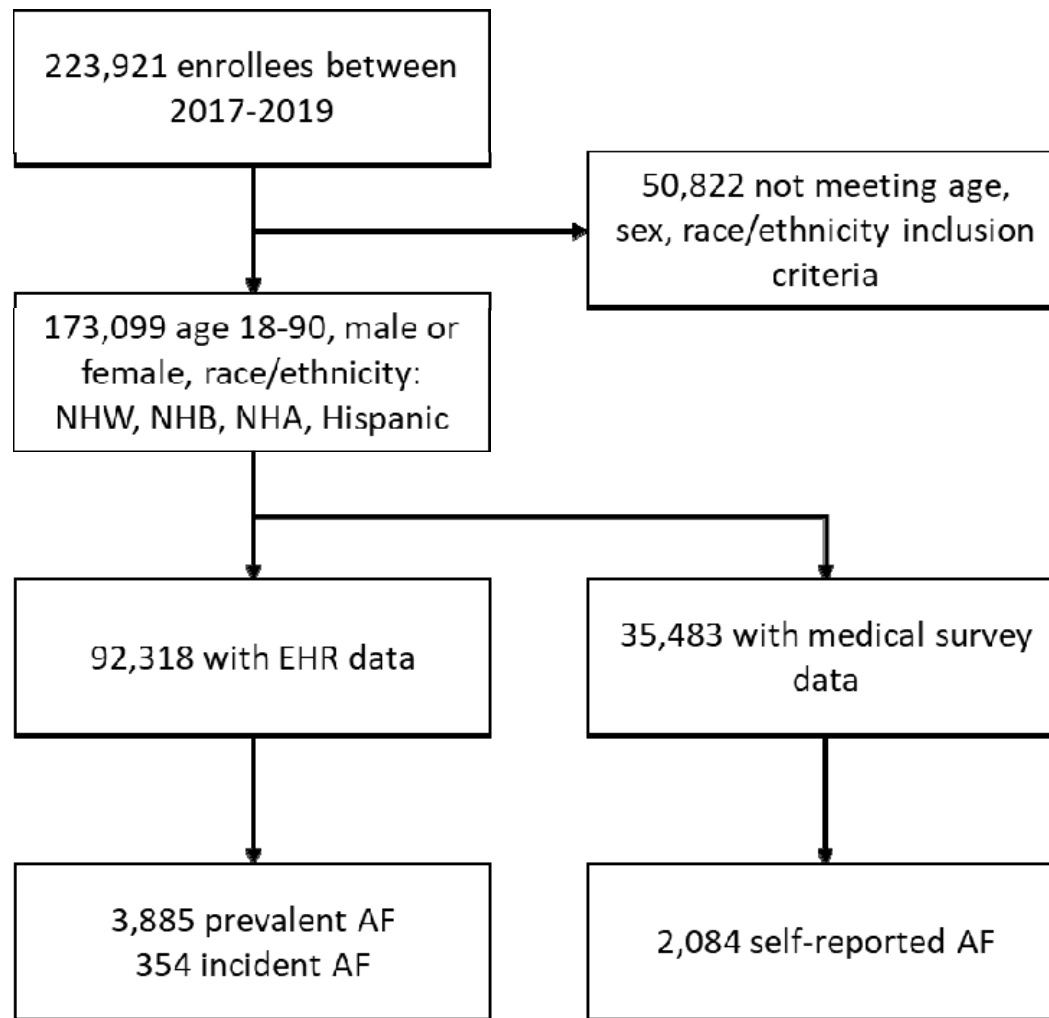 223,921 enrollees between
2017-2019
50,822 not meeting age,
sex, race/ethnicity inclusion
criteria
173,099 age 18-90, male or
female, race/ethnicity:
NHW, NHB, NHA, Hispanic
92,318 with EHR data
35,483 with medical survey
data
3,885 prevalent AF
354 incident AF
2,084 self-reported AF